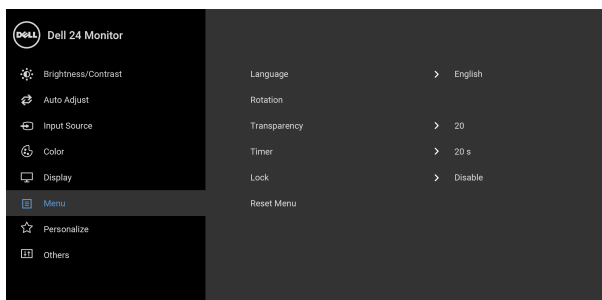 DELL Dell 24 Monitor
Brightness/Contrast
Auto Adjust
Input Source
Color
Display
Menu
Personalize
Others
Language English
Rotation
Transparency 20
Timer 20 s
Lock Disable
Reset Menu